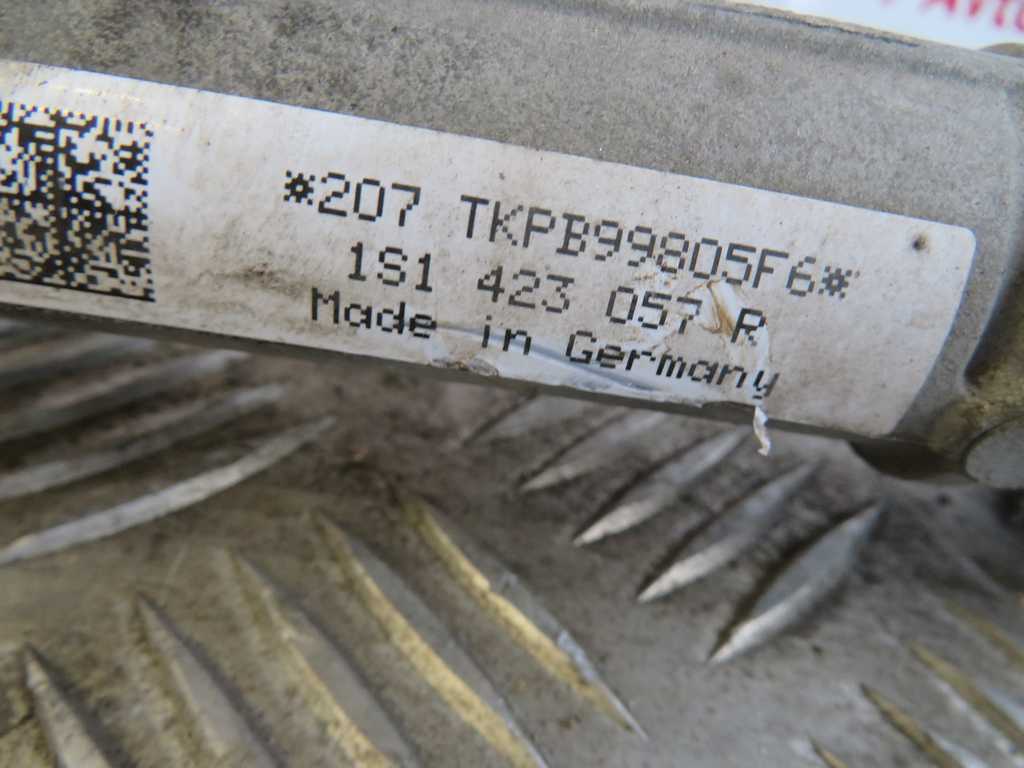 *207 TKPB99805F6*
1S1 423 057 R
Made in Germany